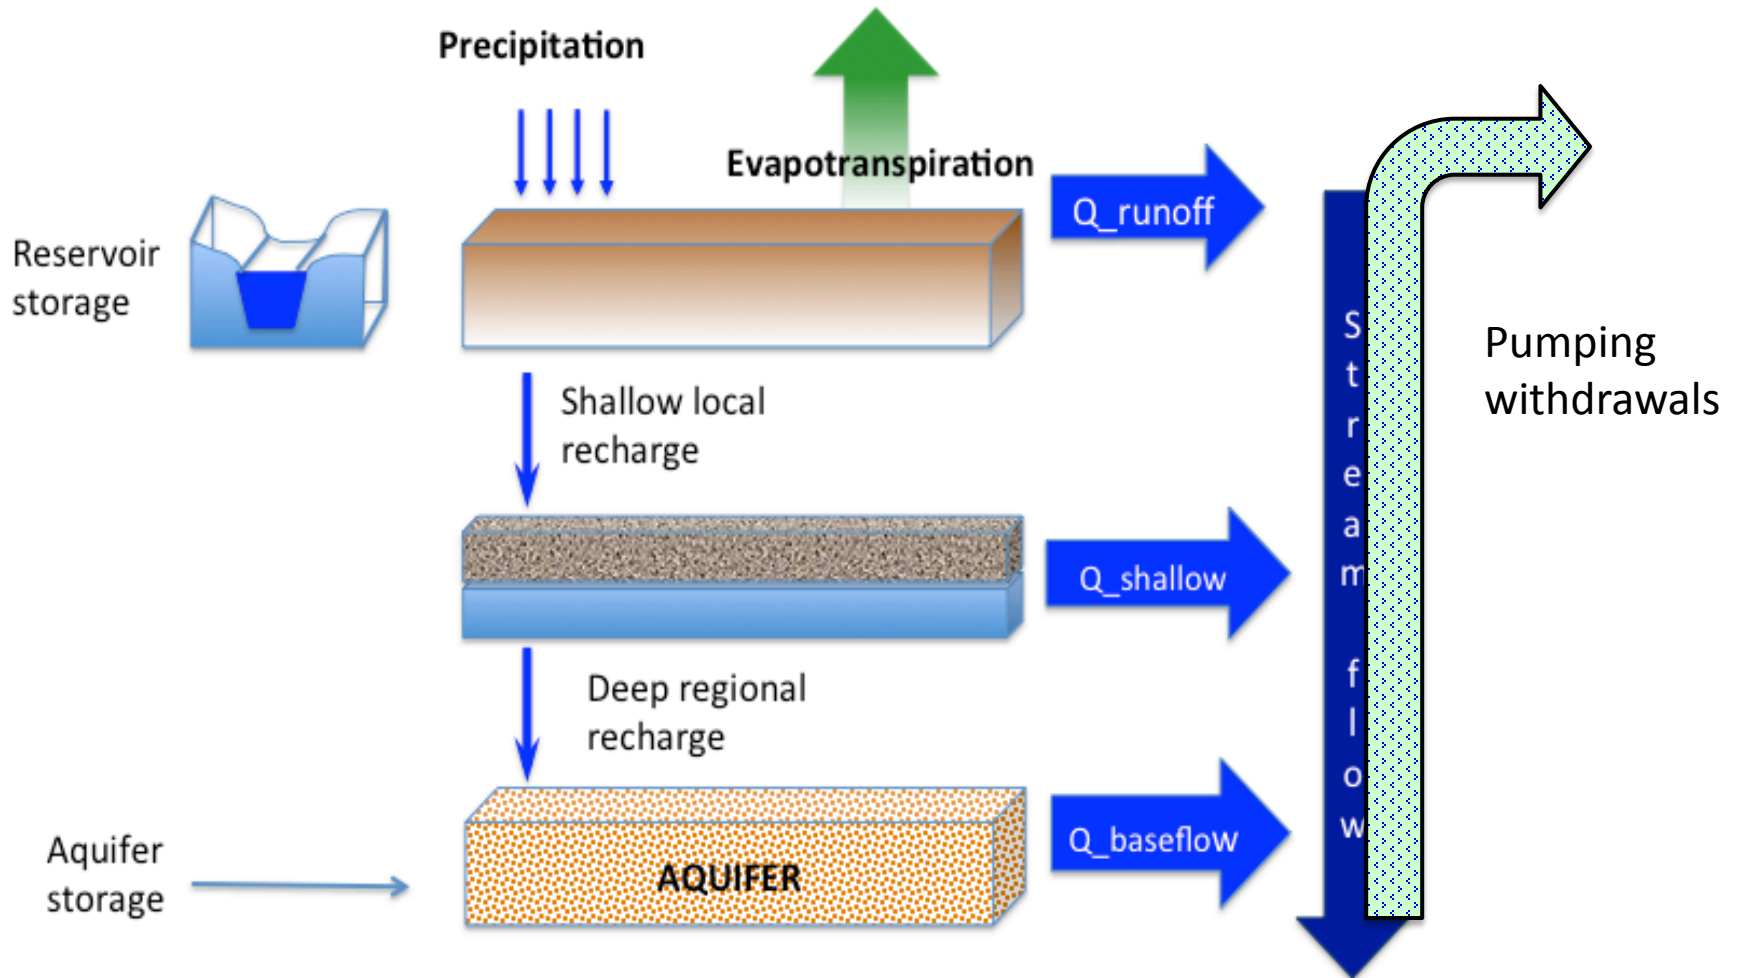 Precipitation
Evapotranspiration
Q_runoff
Reservoir
storage
Stream flow
Pumping
withdrawals
Shallow local
recharge
Q_shallow
Deep regional
recharge
Q_baseflow
Aquifer
storage
AQUIFER